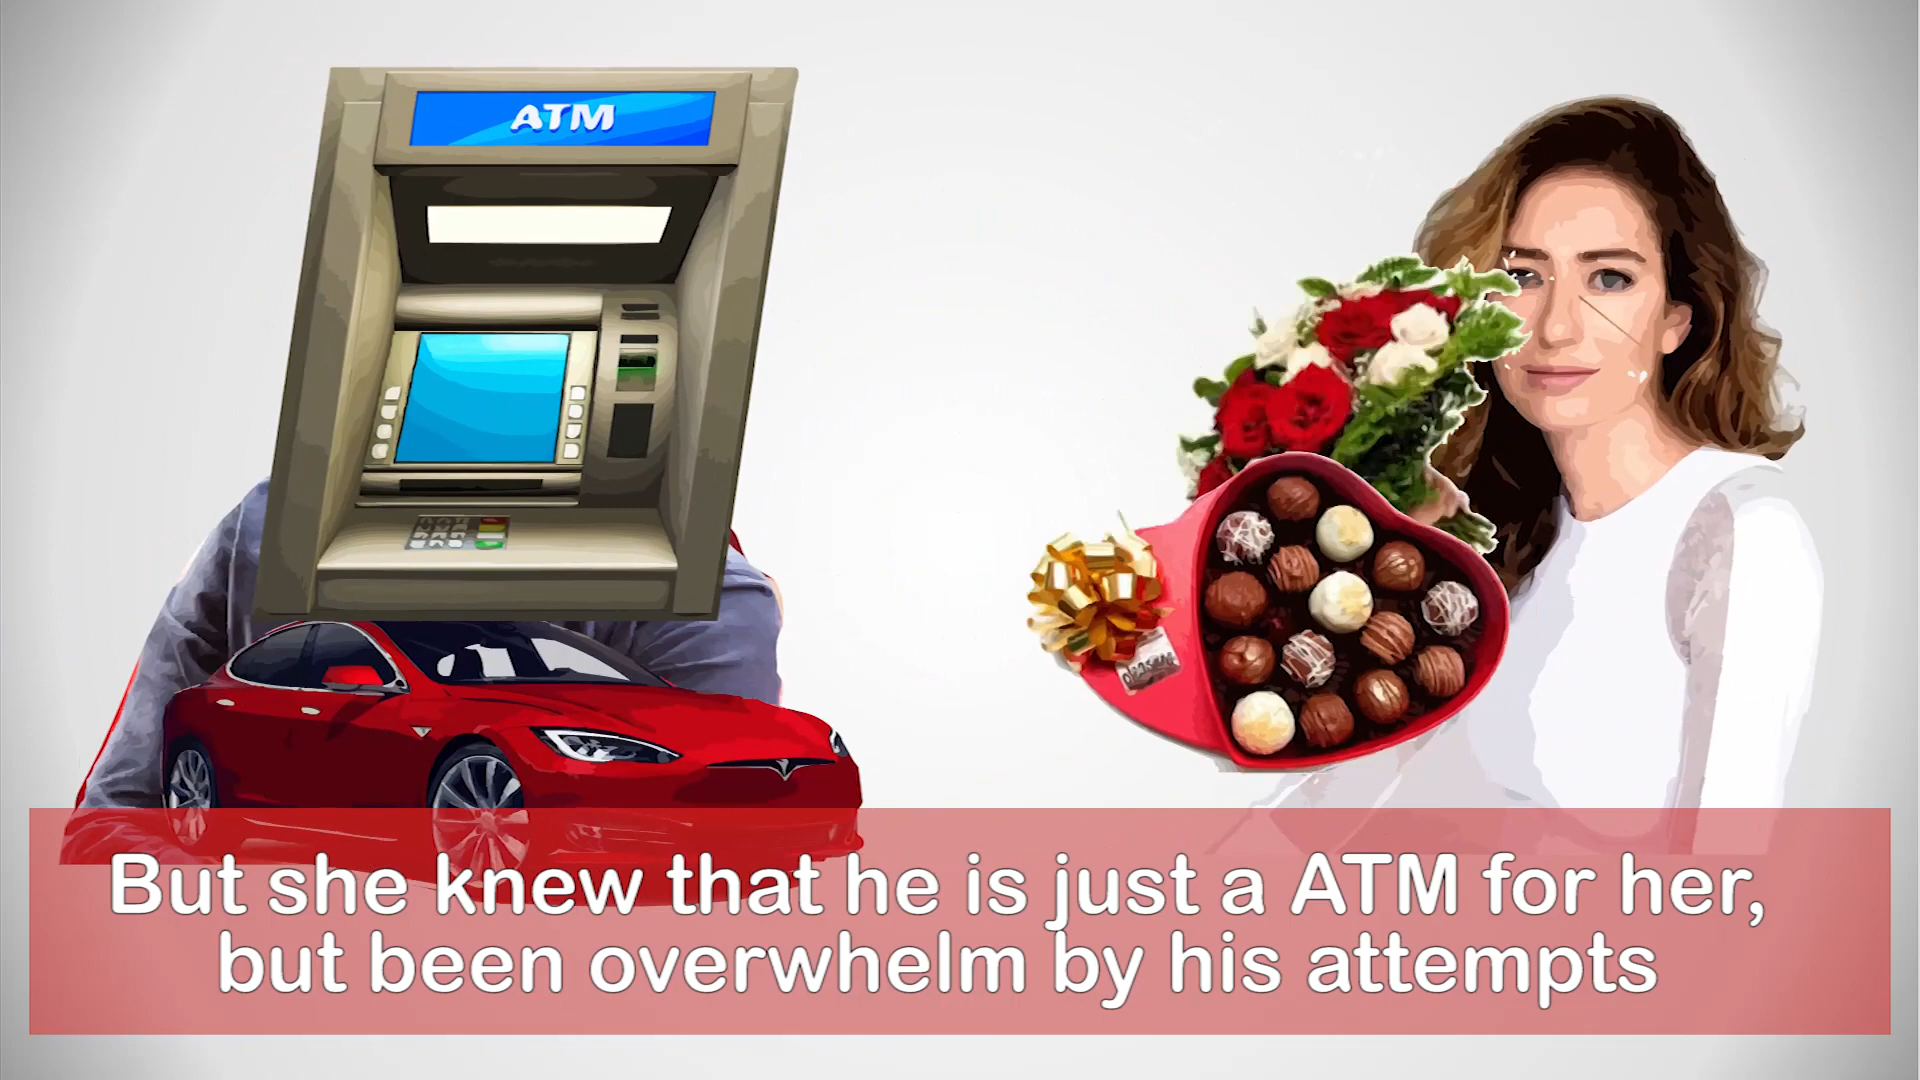 ATM
But she knew that he is just a ATM for her,
but been overwhelm by his attempts